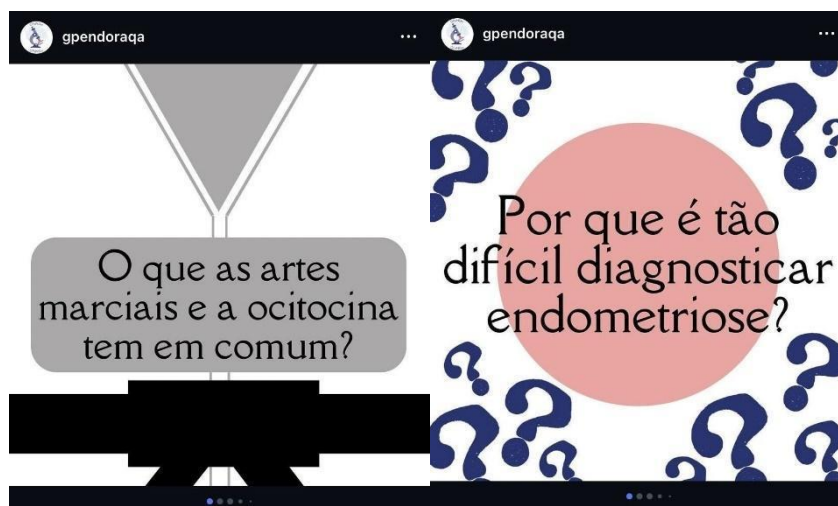 gpendoraqa
O que as artes
marciais e a ocitocina
tem em comum?
gpendoraqa
Por que é tão
difícil diagnosticar
endometriose?